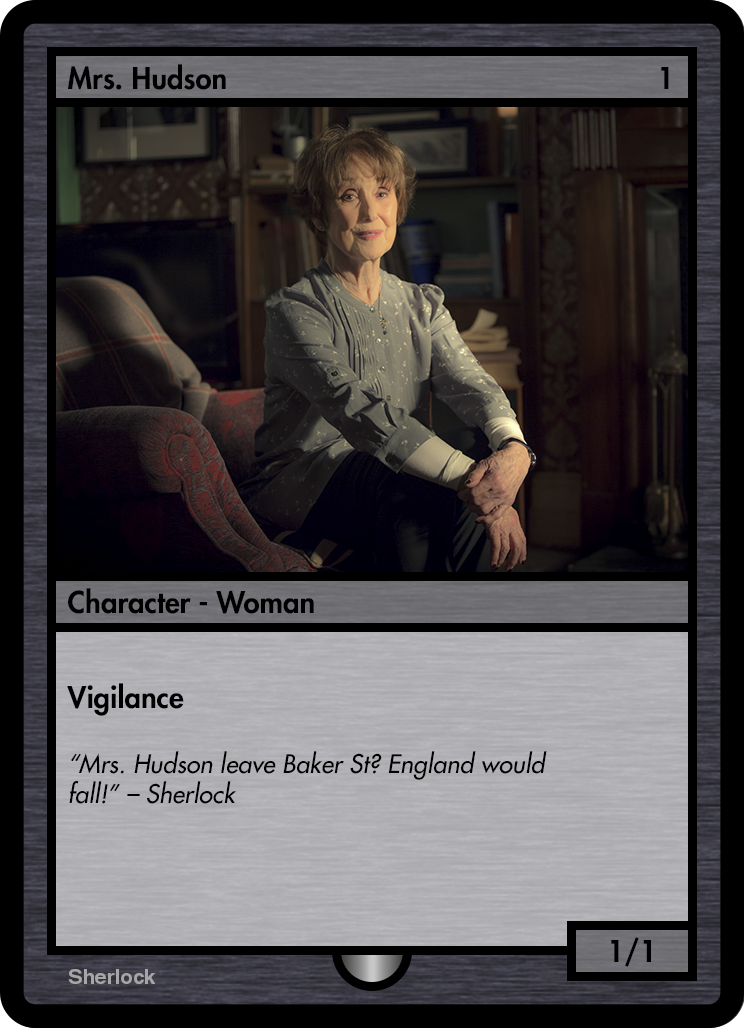 Mrs. Hudson 1
Character - Woman
Vigilance
“Mrs. Hudson leave Baker St? England would
fall!” – Sherlock
1/1
Sherlock